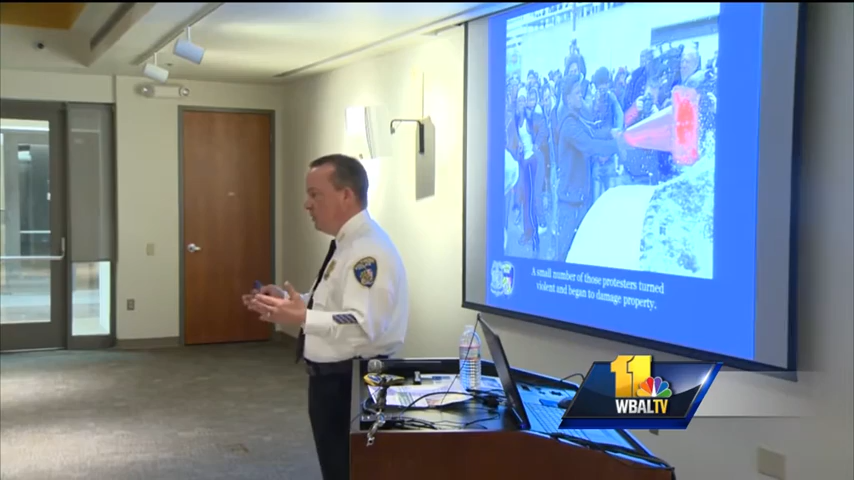 A small number of those protesters turned
violent and began to damage property.
11
WBALTV